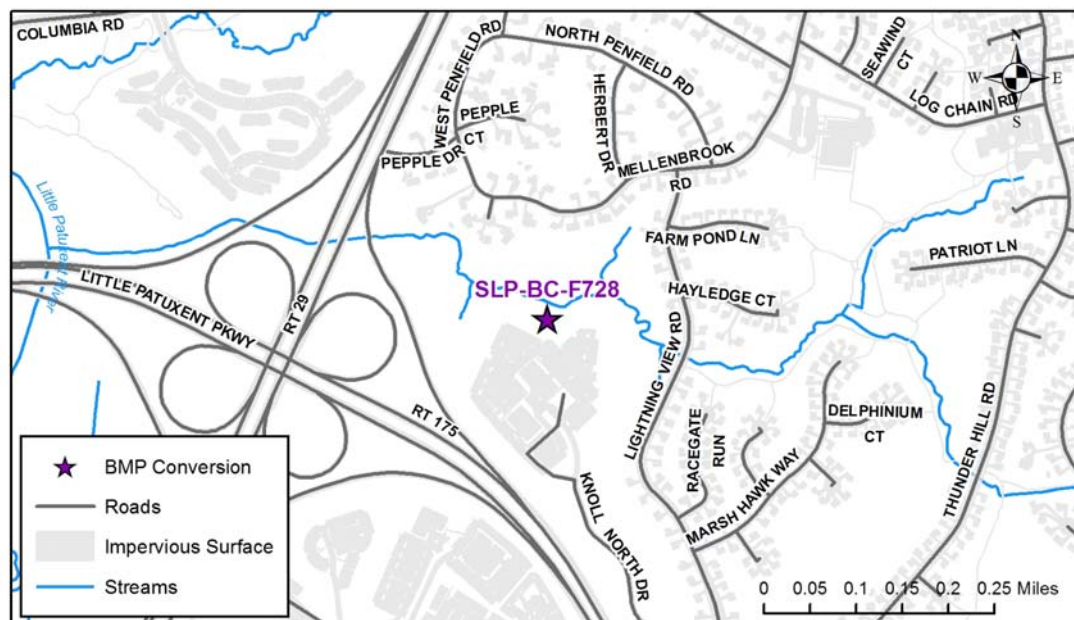 COLUMBIA RD
WEST PENFIELD RD
NORTH PENFIELD RD
SEAWIND
CT
N
W
E
S
LOG CHAIN RD
PEPPLE
CT
PEPPLE DR
HERBERT DR
MELLENBROOK
RD
Little Patuxent River
FARM POND LN
PATRIOT LN
LITTLE PATUXENT PKWY
RT 29
SLP-BC-F728
HAYLEDGE CT
LIGHTNING VIEW RD
RT 175
RACEGATE
RUN
DELPHINIUM
CT
MARSH HAWK WAY
THUNDER HILL RD
KNOLL NORTH DR
BMP Conversion
Roads
Impervious Surface
Streams
0 0.05 0.1 0.15 0.2 0.25 Miles